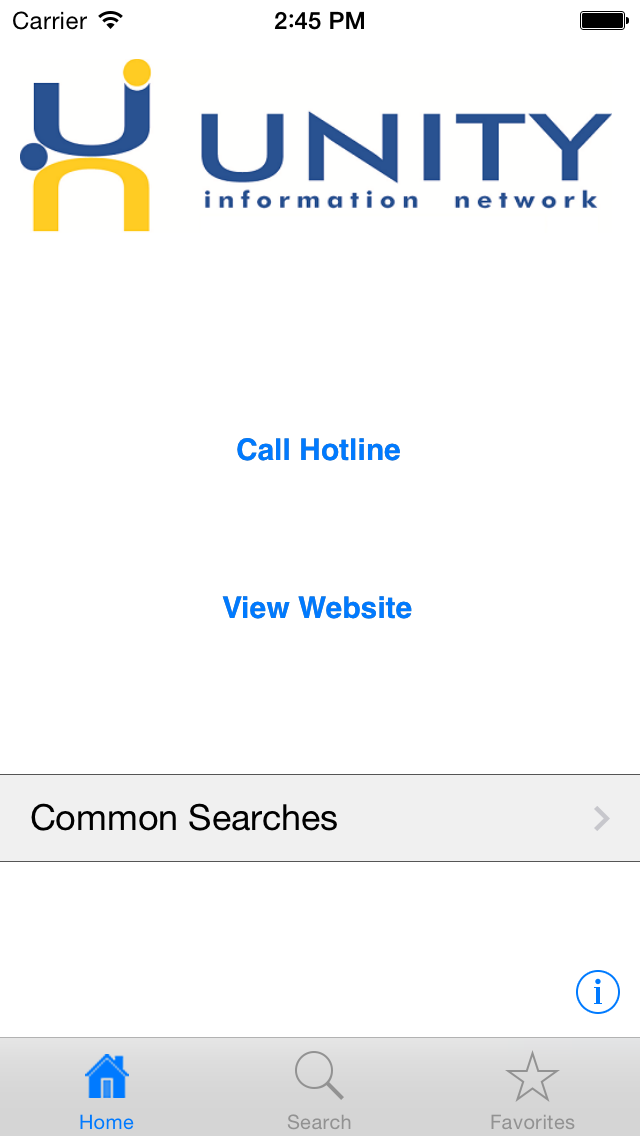 Carrier 2:45 PM
UNITY
information network
Call Hotline
View Website
Common Searches
i
Home Search Favorites